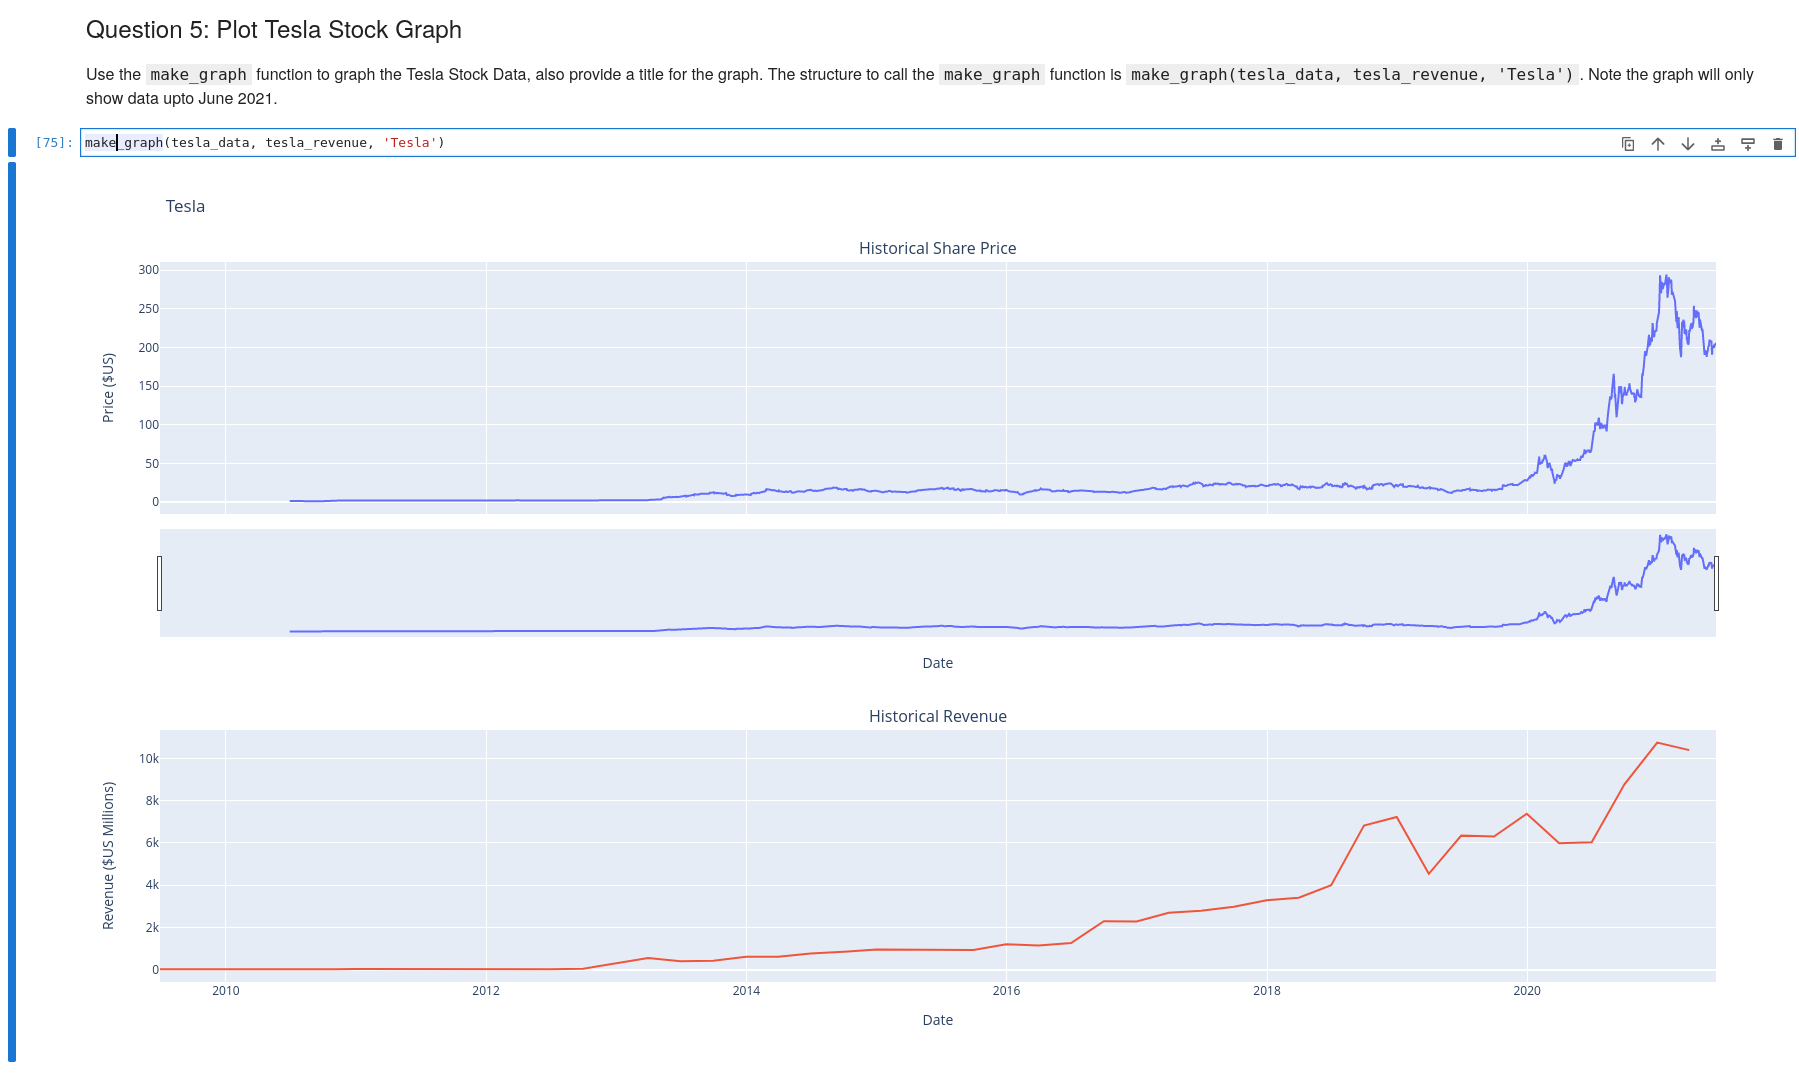 Question 5: Plot Tesla Stock Graph
Use the make_graph function to graph the Tesla Stock Data, also provide a title for the graph. The structure to call the make_graph function is make_graph(tesla_data, tesla_revenue, 'Tesla'). Note the graph will only
show data upto June 2021.
[75]: make_graph(tesla_data, tesla_revenue, 'Tesla')
Tesla
Historical Share Price
300
250
200
150
100
50
0
Price ($US)
Date
Historical Revenue
10k
8k
6k
4k
2k
0
Revenue ($US Millions)
2010 2012 2014 2016 2018 2020
Date